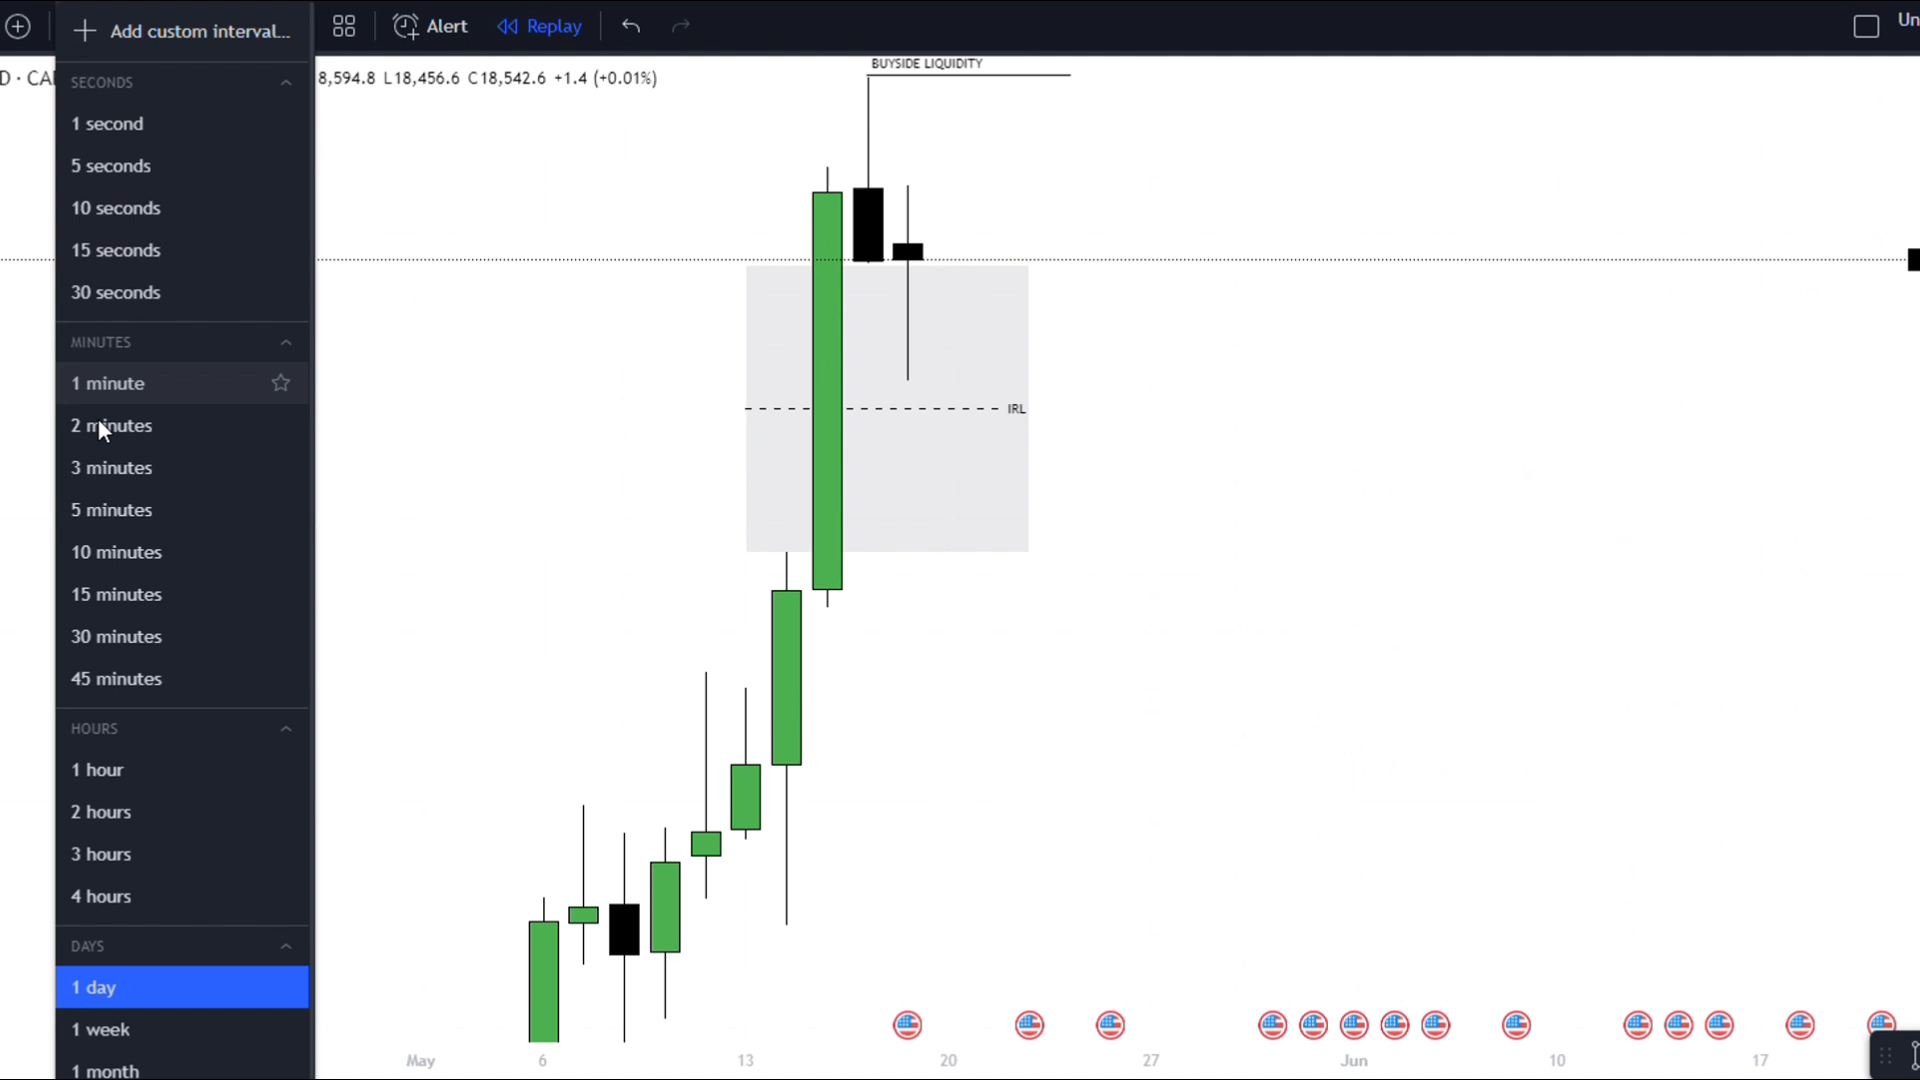 Add custom interval...
Alert
Replay
Un
D · CA
8,594.8 L18,456.6 C18,542.6 +1.4 (+0.01%)
BUYSIDE LIQUIDITY
SECONDS
1 second
5 seconds
10 seconds
15 seconds
30 seconds
MINUTES
1 minute
2 minutes
3 minutes
5 minutes
10 minutes
15 minutes
30 minutes
45 minutes
HOURS
1 hour
2 hours
3 hours
4 hours
DAYS
1 day
1 week
1 month
IRL
May 6 13 20 27 Jun 10 17